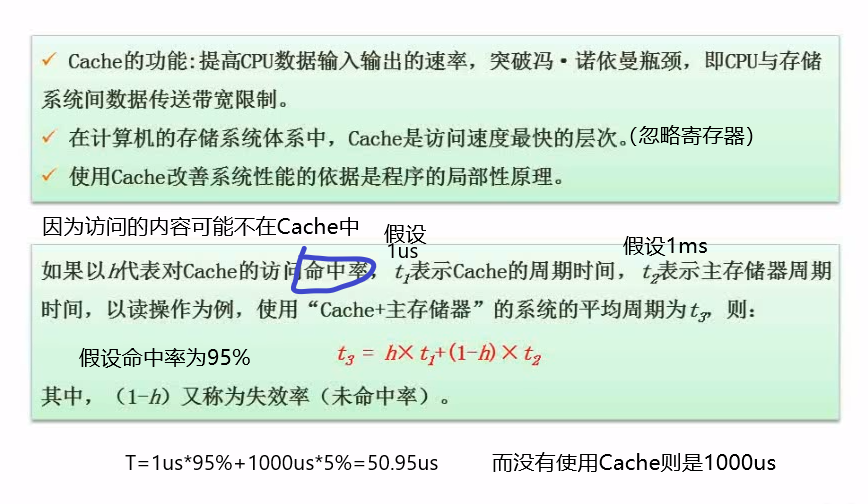 ✓ Cache的功能:提高CPU数据输入输出的速率，突破冯·诺依曼瓶颈，即CPU与存储
系统间数据传送带宽限制。
✓ 在计算机的存储系统体系中，Cache是访问速度最快的层次。（忽略寄存器）
✓ 使用Cache改善系统性能的依据是程序的局部性原理。
因为访问的内容可能不在Cache中
假设
1us
假设1ms
如果以h代表对Cache的访问命中率，t₁表示Cache的周期时间，t₂表示主存储器周期
时间，以读操作为例，使用“Cache+主存储器”的系统的平均周期为t₃，则：
假设命中率为95%
t₃ = h×t₁+(1-h)×t₂
其中，（1-h）又称为失效率（未命中率）。
T=1us*95%+1000us*5%=50.95us
而没有使用Cache则是1000us